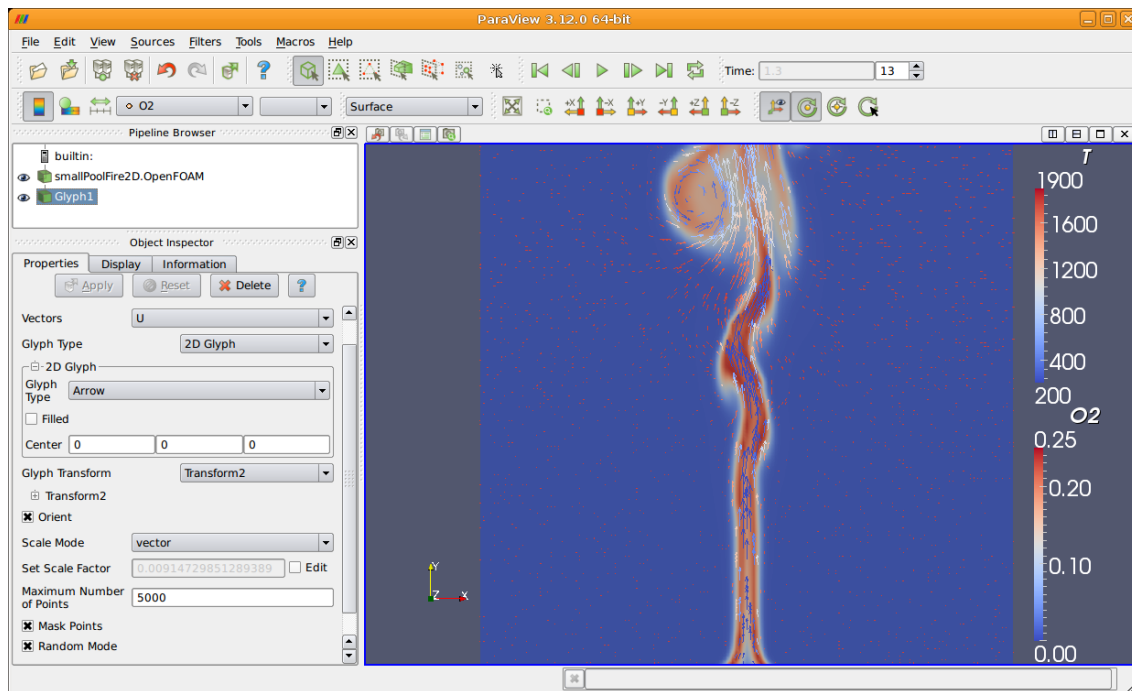 ParaView 3.12.0 64-bit
File Edit View Sources Filters Tools Macros Help
Time: 1.3 13
O2 Surface +X -X +Y -Y +Z -Z
Pipeline Browser
builtin:
smallPoolFire2D.OpenFOAM
Glyph1
Object Inspector
Properties Display Information
Apply Reset Delete ?
Vectors U
Glyph Type 2D Glyph
2D Glyph
Glyph Type Arrow
Filled
Center 0 0 0
Glyph Transform Transform2
Transform2
Orient
Scale Mode vector
Set Scale Factor 0.00914729851289389 Edit
Maximum Number
of Points 5000
Mask Points
Random Mode
T
1900
1600
1200
800
400
200
O2
0.25
0.20
0.10
0.00
Y
Z X